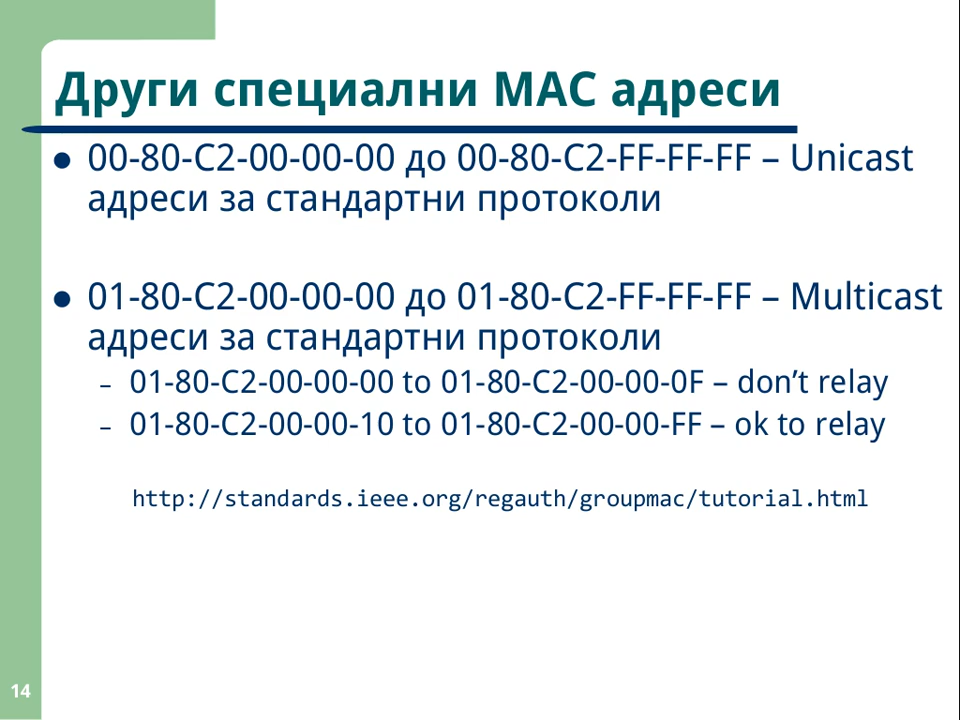 Други специални MAC адреси
00-80-C2-00-00-00 до 00-80-C2-FF-FF-FF – Unicast
адреси за стандартни протоколи
01-80-C2-00-00-00 до 01-80-C2-FF-FF-FF – Multicast
адреси за стандартни протоколи
– 01-80-C2-00-00-00 to 01-80-C2-00-00-0F – don’t relay
– 01-80-C2-00-00-10 to 01-80-C2-00-00-FF – ok to relay
http://standards.ieee.org/regauth/groupmac/tutorial.html
14